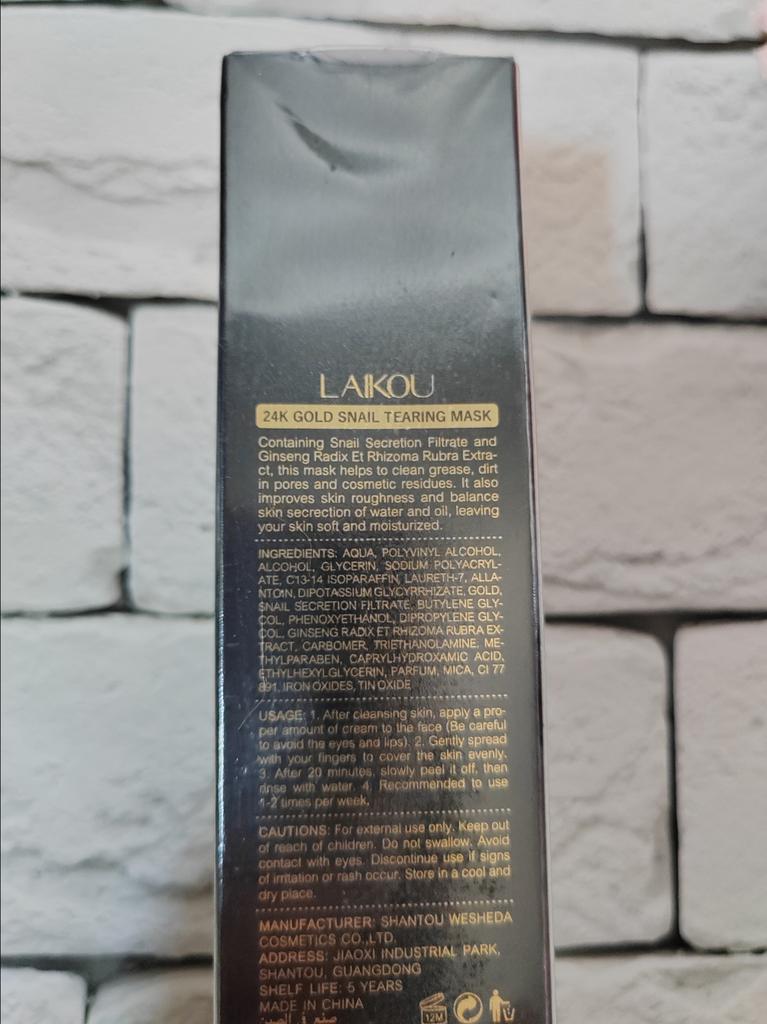 LAIKOU
24K GOLD SNAIL TEARING MASK
Containing Snail Secretion Filtrate and
Ginseng Radix Et Rhizoma Rubra Extra-
ct, this mask helps to clean grease, dirt
in pores and cosmetic residues. It also
improves skin roughness and balance
skin secrection of water and oil, leaving
your skin soft and moisturized.
INGREDIENTS: AQUA, POLYVINYL ALCOHOL,
ALCOHOL, GLYCERIN, SODIUM POLYACRYL-
ATE, C13-14 ISOPARAFFIN, LAURETH-7, ALLA-
NTOIN, DIPOTASSIUM GLYCYRRHIZATE, GOLD,
SNAIL SECRETION FILTRATE, BUTYLENE GLY-
COL, PHENOXYETHANOL, DIPROPYLENE GLY-
COL, GINSENG RADIX ET RHIZOMA RUBRA EX-
TRACT, CARBOMER, TRIETHANOLAMINE, ME-
THYLPARABEN, CAPRYLHYDROXAMIC ACID,
ETHYLHEXYLGLYCERIN, PARFUM, MICA, CI 77
891, IRON OXIDES, TIN OXIDE
USAGE: 1. After cleansing skin, apply a pro-
per amount of cream to the face (Be careful
to avoid the eyes and lips). 2. Gently spread
with your fingers to cover the skin evenly.
3. After 20 minutes, slowly peel it off, then
rinse with water. 4. Recommended to use
1-2 times per week.
CAUTIONS: For external use only. Keep out
of reach of children. Do not swallow. Avoid
contact with eyes. Discontinue use if signs
of irritation or rash occur. Store in a cool and
dry place.
MANUFACTURER: SHANTOU WESHEDA
COSMETICS CO.,LTD.
ADDRESS: JIAOXI INDUSTRIAL PARK,
SHANTOU, GUANGDONG
SHELF LIFE: 5 YEARS
MADE IN CHINA
صنع في الصين
12M